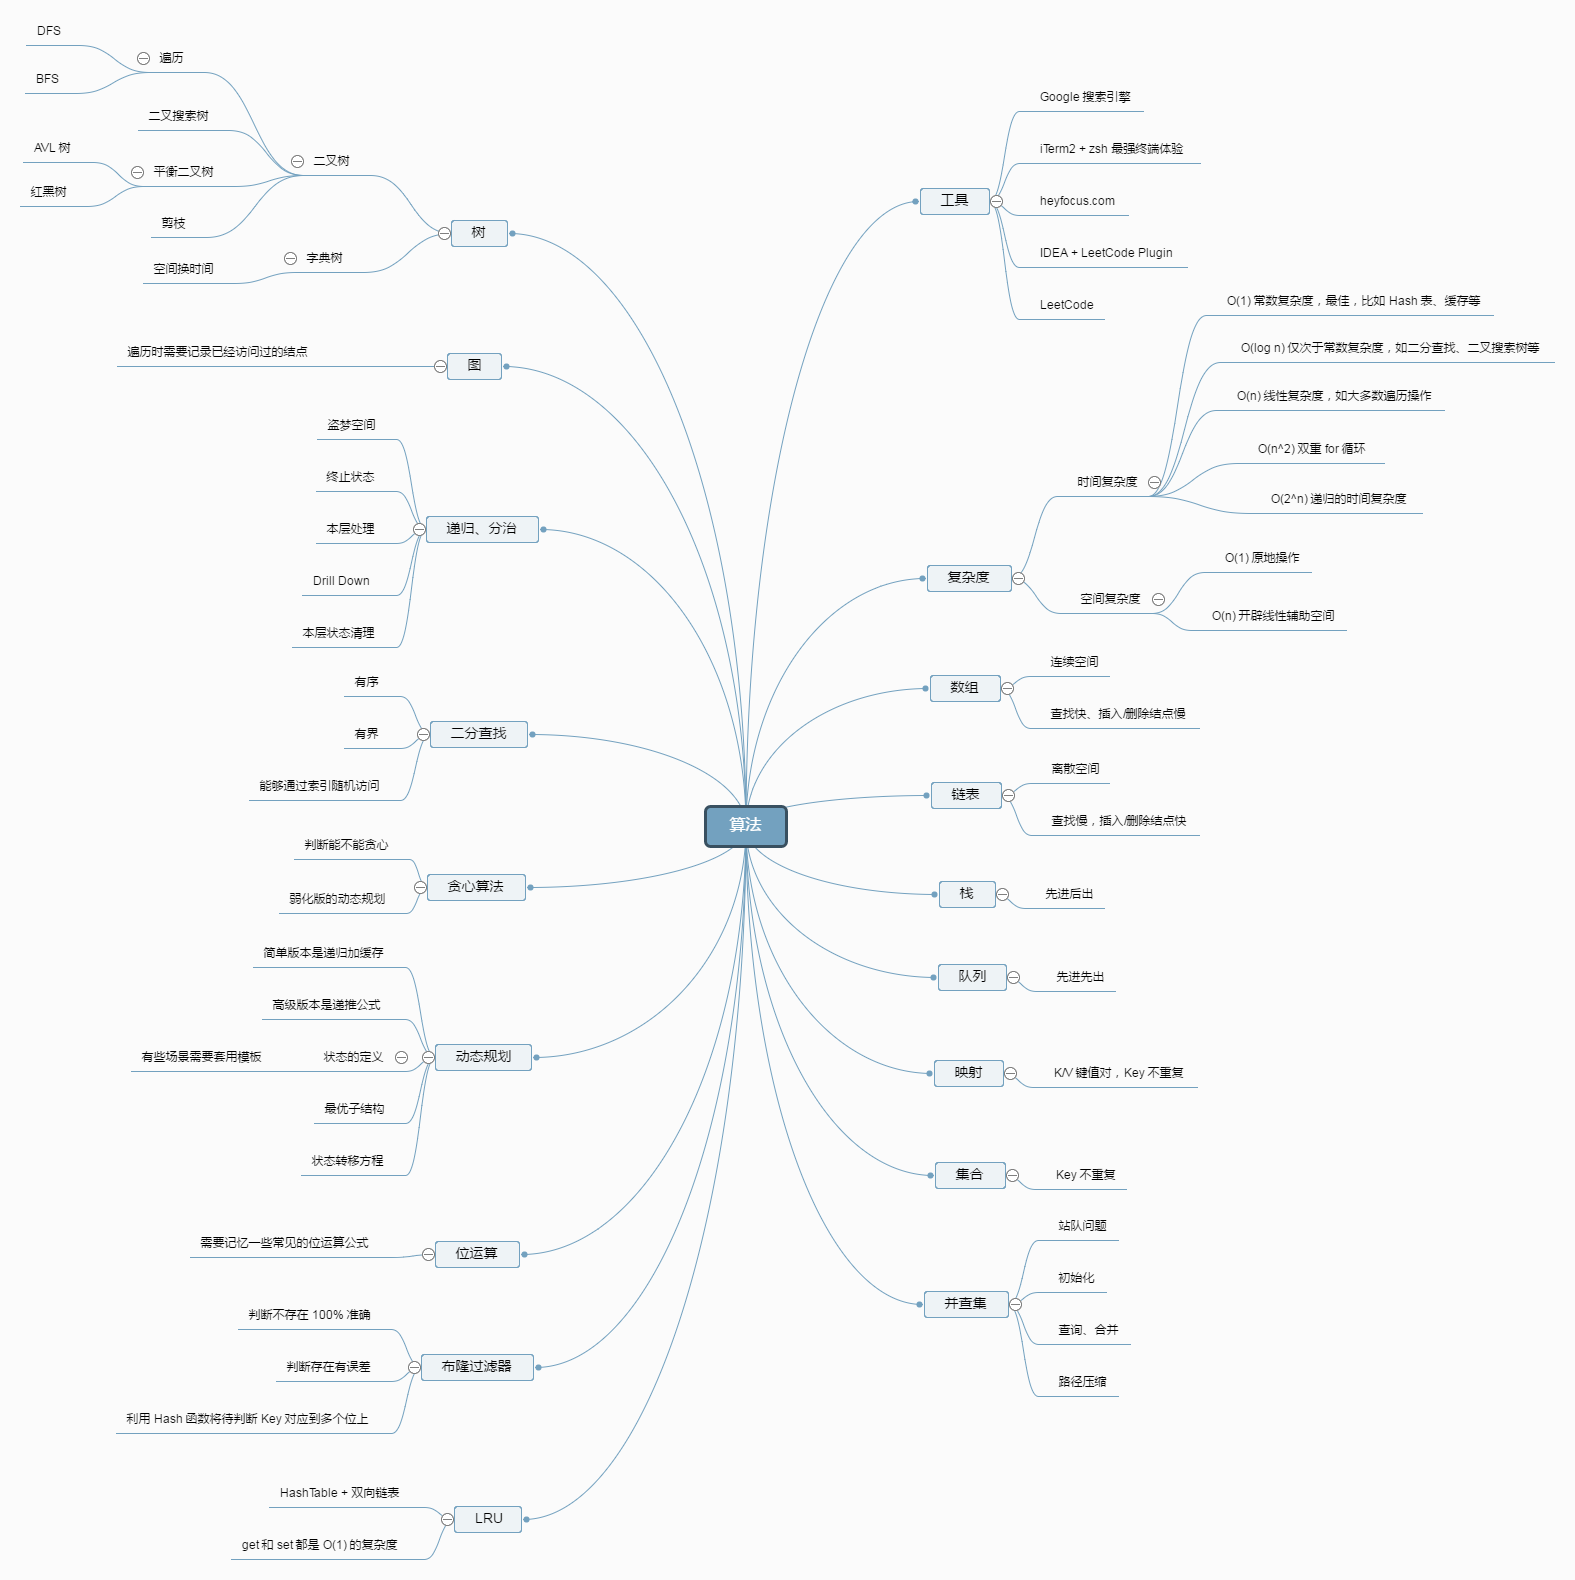 算法
工具
Google 搜索引擎
iTerm2 + zsh 最强终端体验
heyfocus.com
IDEA + LeetCode Plugin
LeetCode
复杂度
时间复杂度
O(1) 常数复杂度，最佳，比如 Hash 表、缓存等
O(log n) 仅次于常数复杂度，如二分查找、二叉搜索树等
O(n) 线性复杂度，如大多数遍历操作
O(n^2) 双重 for 循环
O(2^n) 递归的时间复杂度
空间复杂度
O(1) 原地操作
O(n) 开辟线性辅助空间
数组
连续空间
查找快、插入/删除结点慢
链表
离散空间
查找慢，插入/删除结点快
栈
先进后出
队列
先进先出
映射
K/V 键值对，Key 不重复
集合
Key 不重复
并查集
站队问题
初始化
查询、合并
路径压缩
树
二叉树
遍历
DFS
BFS
二叉搜索树
平衡二叉树
AVL 树
红黑树
剪枝
字典树
空间换时间
图
遍历时需要记录已经访问过的结点
递归、分治
盗梦空间
终止状态
本层处理
Drill Down
本层状态清理
二分查找
有序
有界
能够通过索引随机访问
贪心算法
判断能不能贪心
弱化版的动态规划
动态规划
简单版本是递归加缓存
高级版本是递推公式
状态的定义
有些场景需要套用模板
最优子结构
状态转移方程
位运算
需要记忆一些常见的位运算公式
布隆过滤器
判断不存在 100% 准确
判断存在有误差
利用 Hash 函数将待判断 Key 对应到多个位上
LRU
HashTable + 双向链表
get 和 set 都是 O(1) 的复杂度